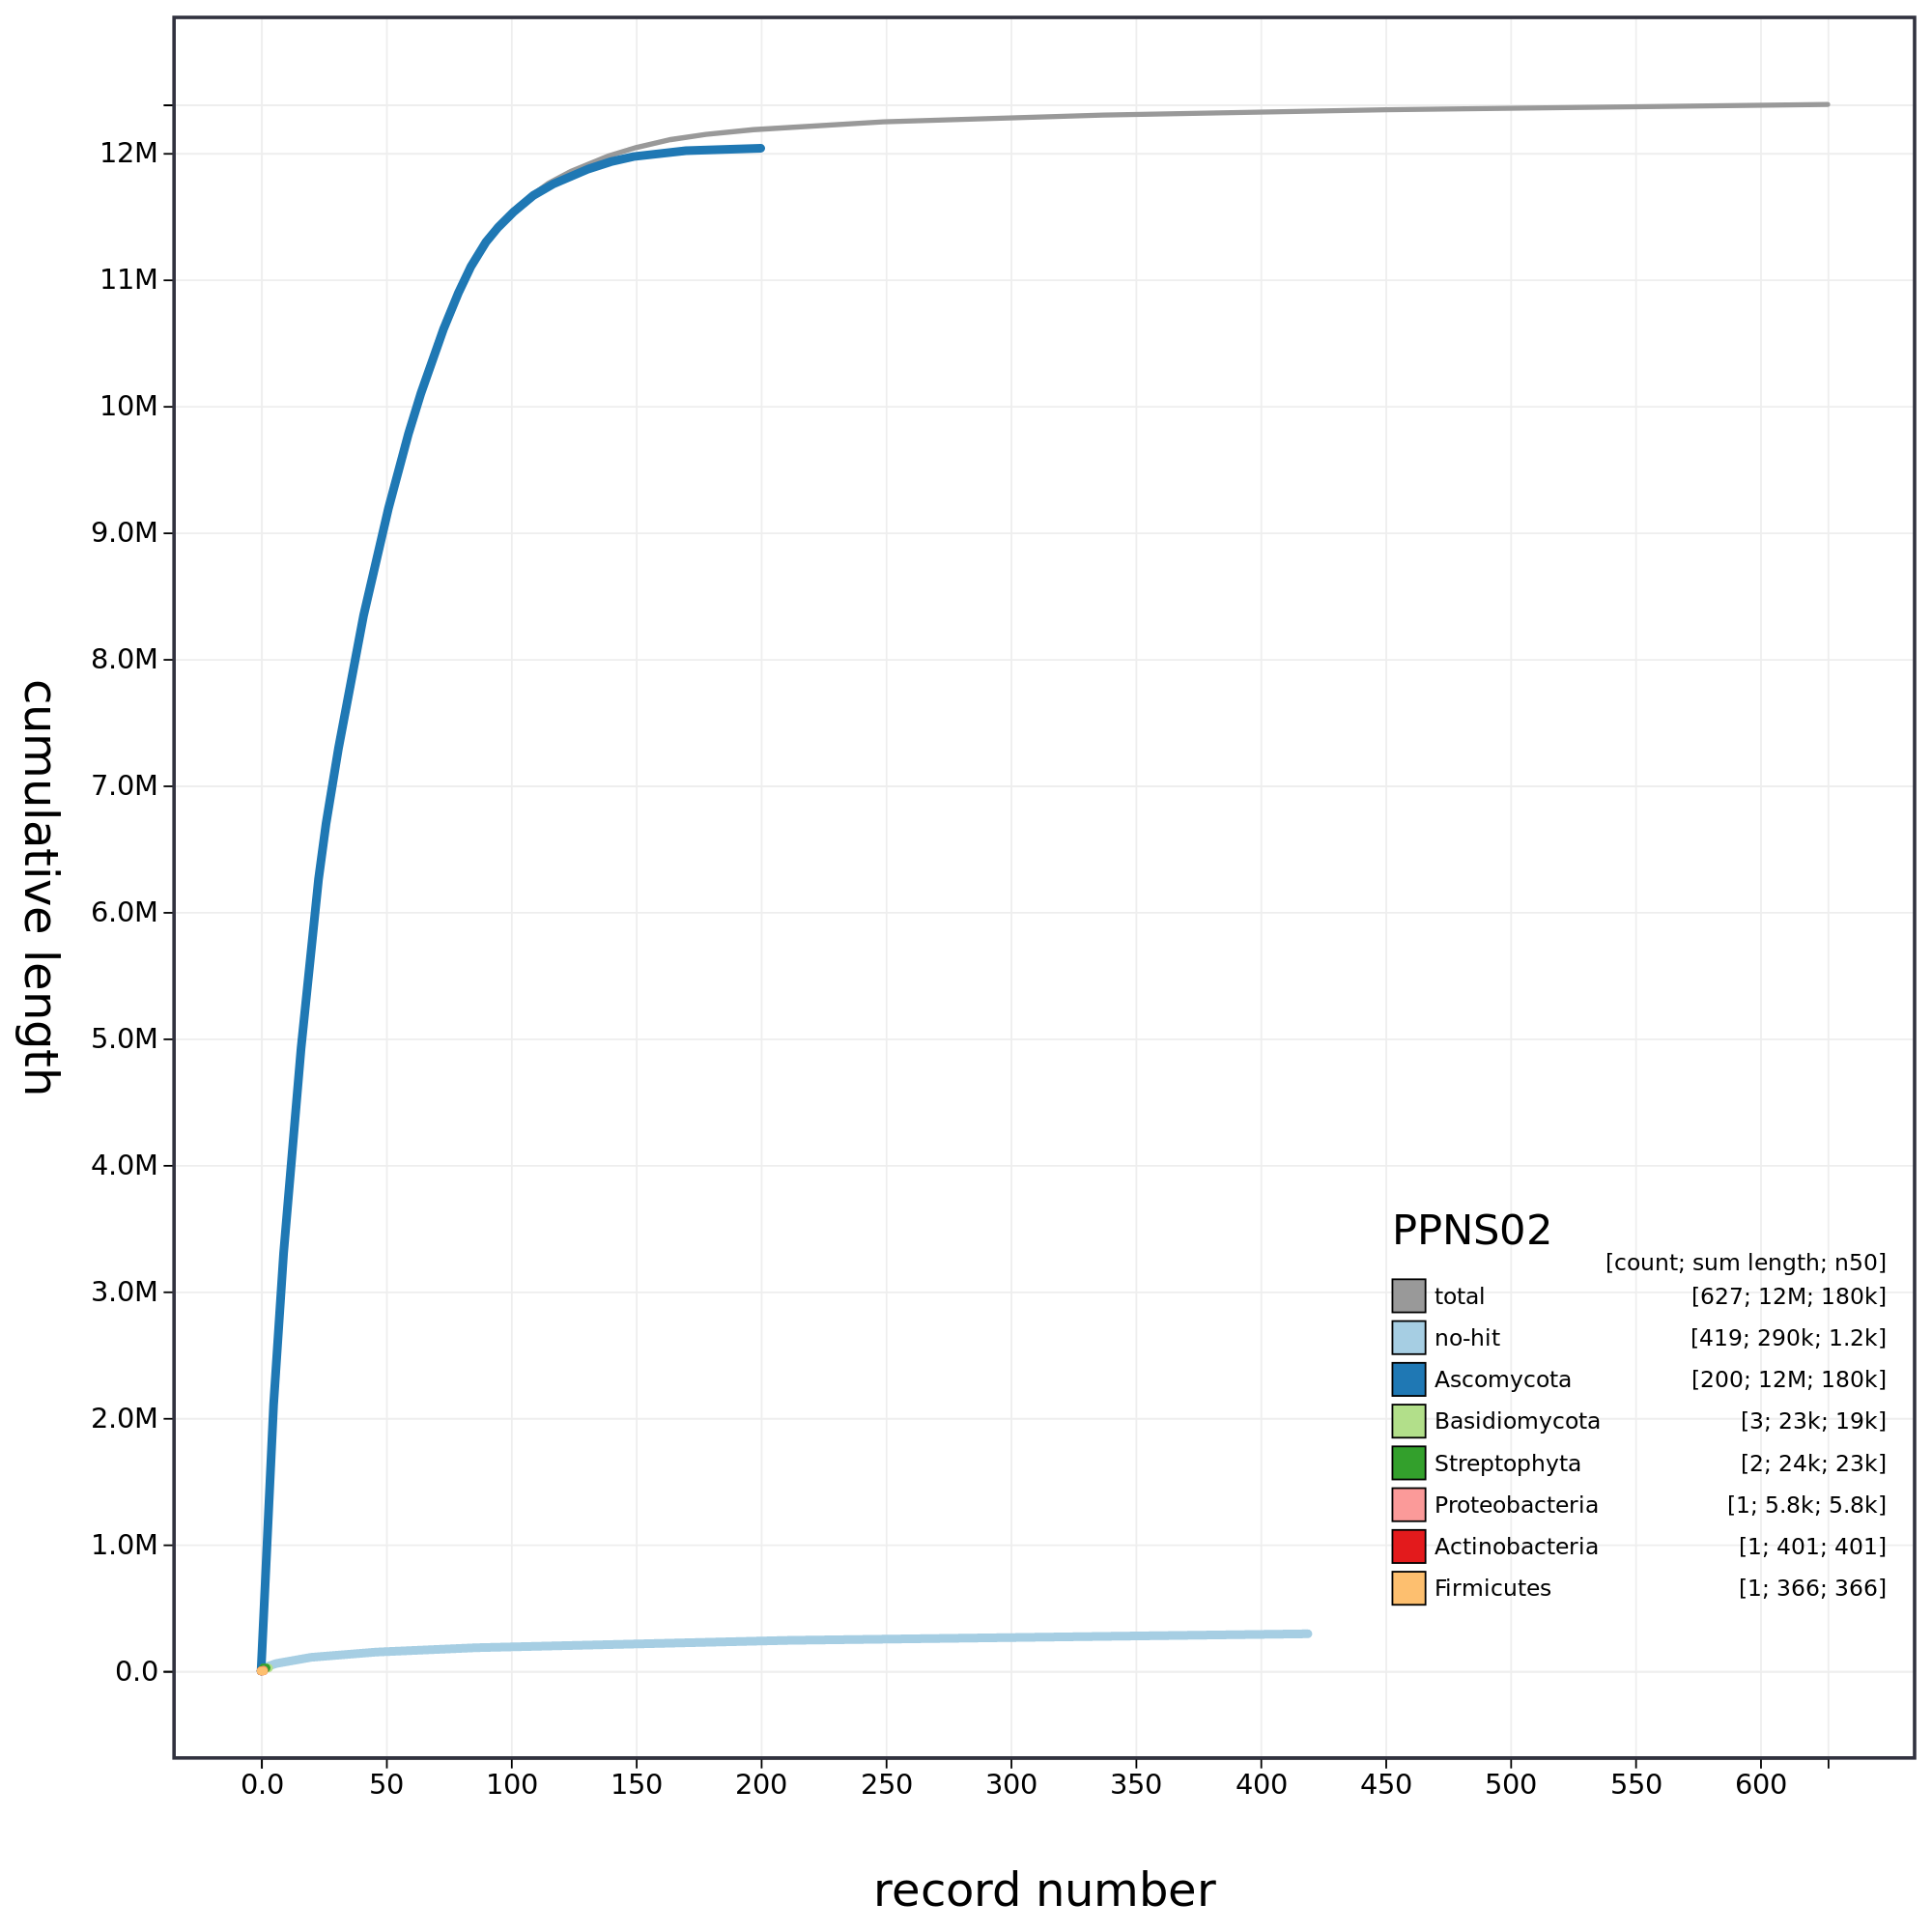 cumulative length
12M
11M
10M
9.0M
8.0M
7.0M
6.0M
5.0M
4.0M
3.0M
2.0M
1.0M
0.0
PPNS02
[count; sum length; n50]
total [627; 12M; 180k]
no-hit [419; 290k; 1.2k]
Ascomycota [200; 12M; 180k]
Basidiomycota [3; 23k; 19k]
Streptophyta [2; 24k; 23k]
Proteobacteria [1; 5.8k; 5.8k]
Actinobacteria [1; 401; 401]
Firmicutes [1; 366; 366]
0.0 50 100 150 200 250 300 350 400 450 500 550 600
record number